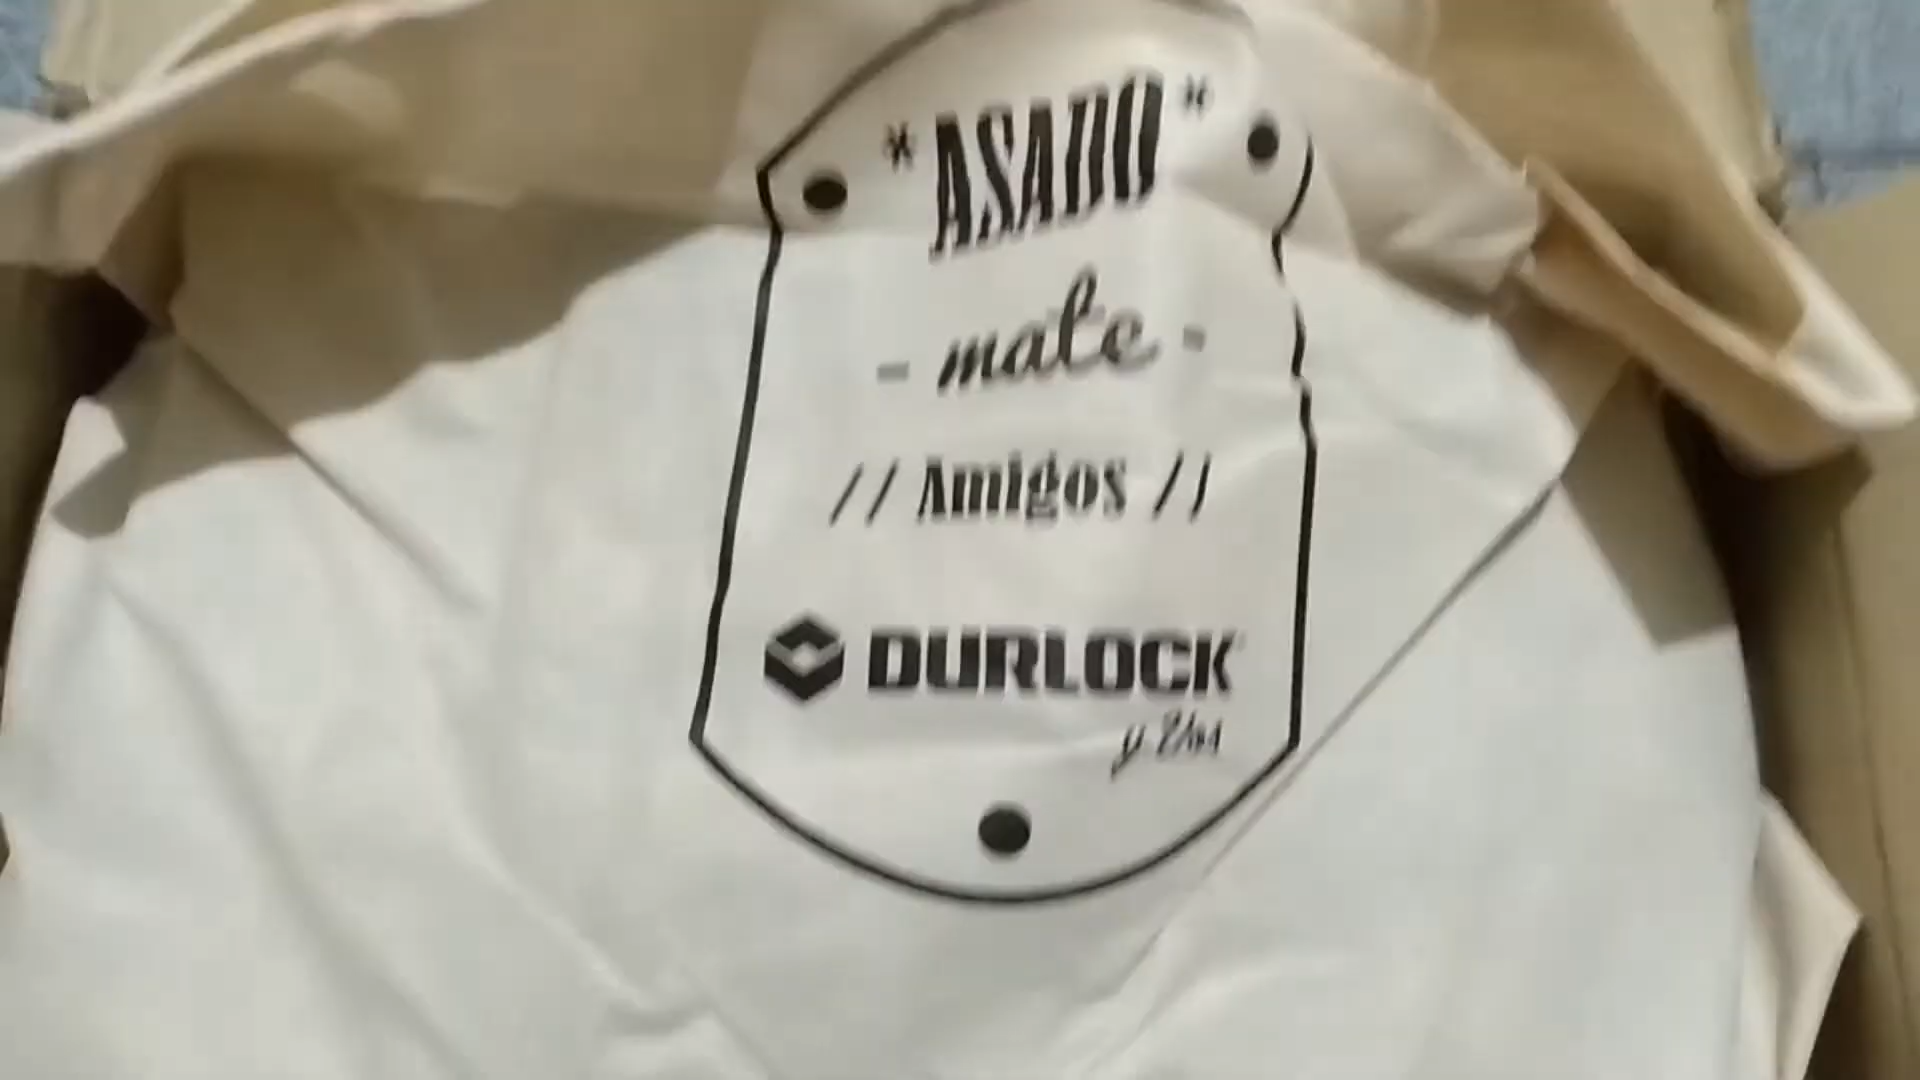 * ASADO *
- mate -
// Amigos //
DURLOCK
y